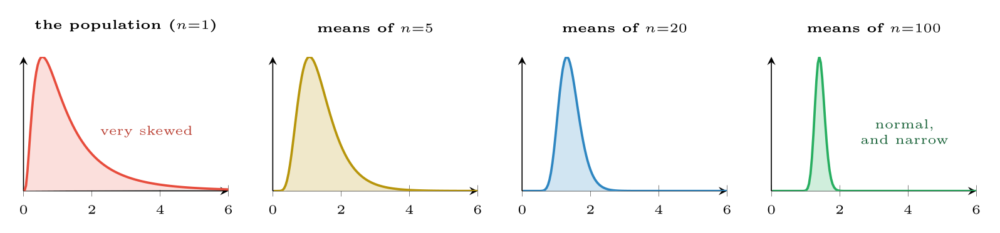 the population (n=1)
means of n=5
means of n=20
means of n=100
very skewed
normal,
and narrow
0 2 4 6
0 2 4 6
0 2 4 6
0 2 4 6